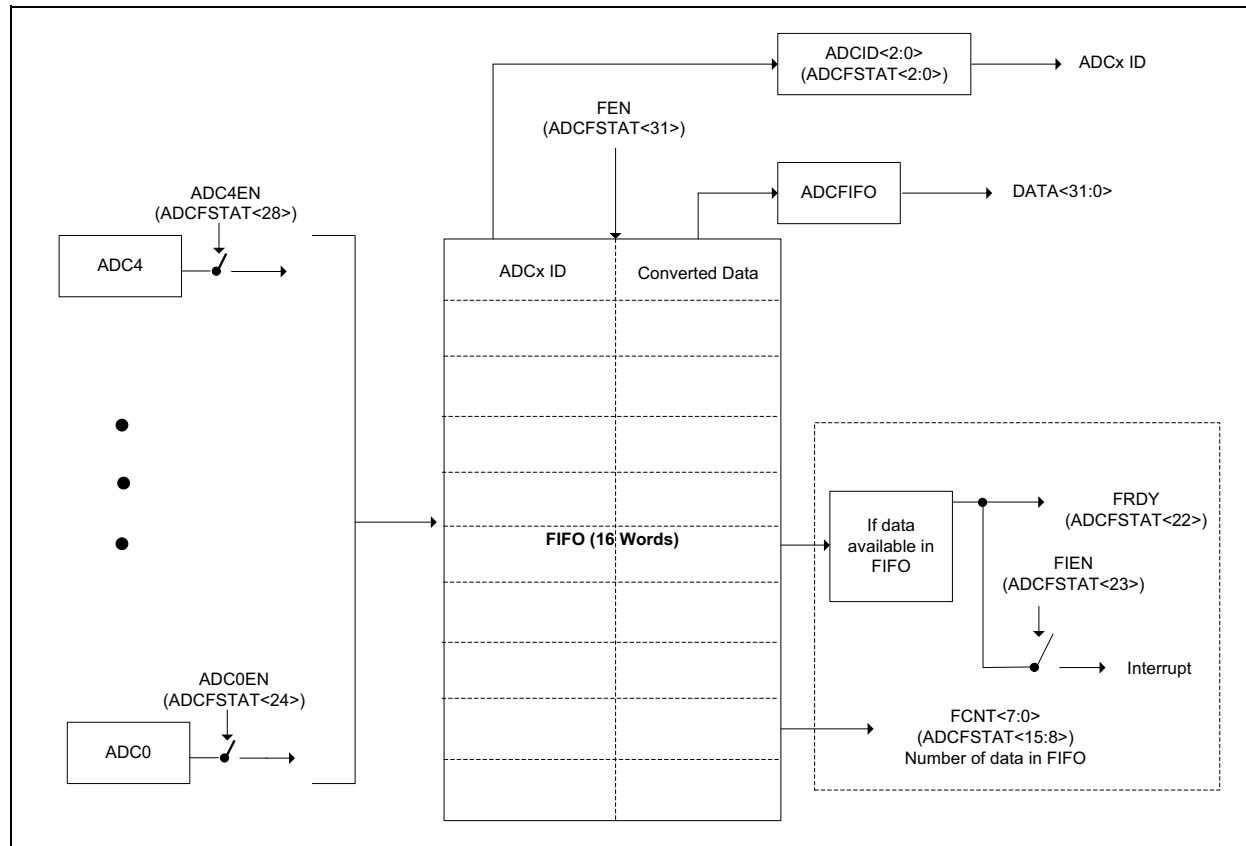 ADCID<2:0>
(ADCFSTAT<2:0>)
ADCx ID
FEN
(ADCFSTAT<31>)
ADCFIFO
DATA<31:0>
ADC4EN
(ADCFSTAT<28>)
ADC4
ADCx ID
Converted Data
FIFO (16 Words)
If data
available in
FIFO
FRDY
(ADCFSTAT<22>)
FIEN
(ADCFSTAT<23>)
Interrupt
ADC0EN
(ADCFSTAT<24>)
ADC0
FCNT<7:0>
(ADCFSTAT<15:8>)
Number of data in FIFO